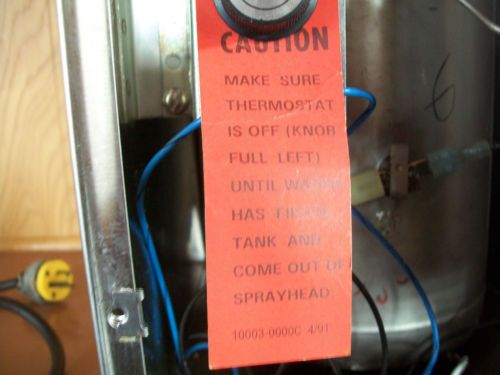 CAUTION
MAKE SURE
THERMOSTAT
IS OFF (KNOB
FULL LEFT)
UNTIL WATER
HAS FILLED
TANK AND
COME OUT OF
SPRAYHEAD
10003-0000C 4/91
6